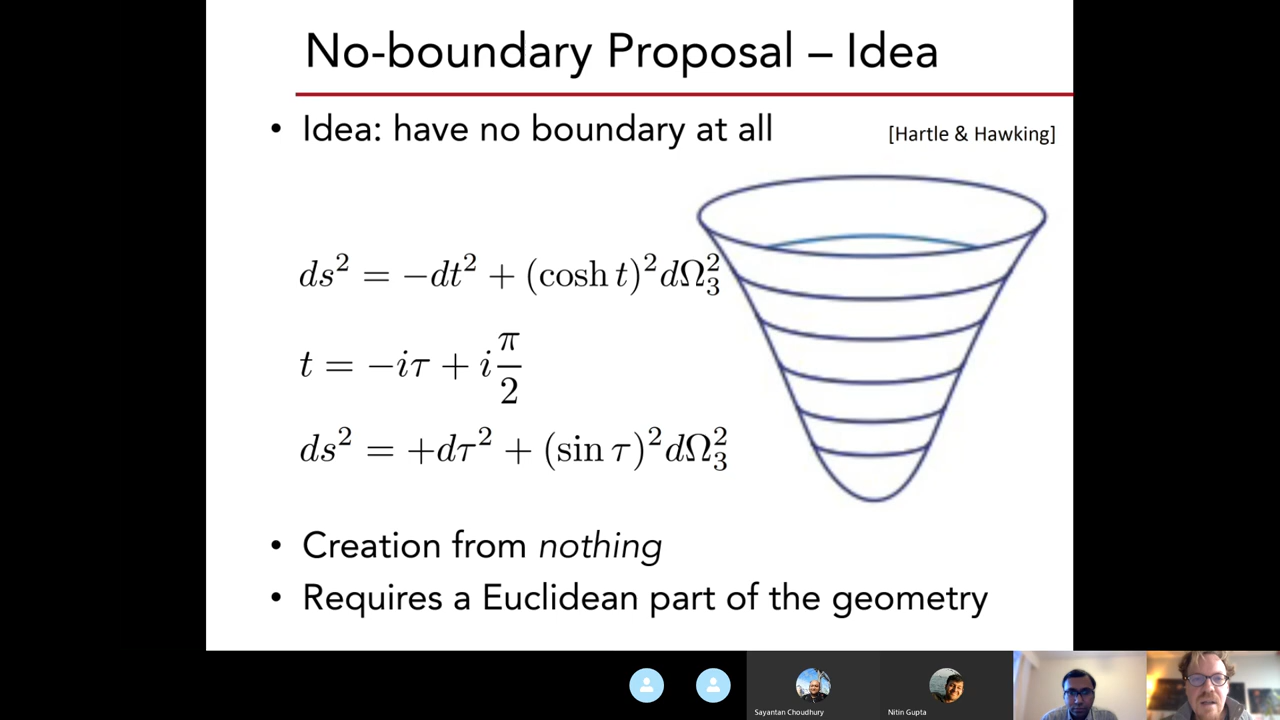 No-boundary Proposal – Idea
• Idea: have no boundary at all
[Hartle & Hawking]
ds² = −dt² + (cosh t)²dΩ₃²
t = −iτ + i π/2
ds² = +dτ² + (sin τ)²dΩ₃²
• Creation from nothing
• Requires a Euclidean part of the geometry
Sayantan Choudhury
Nitin Gupta